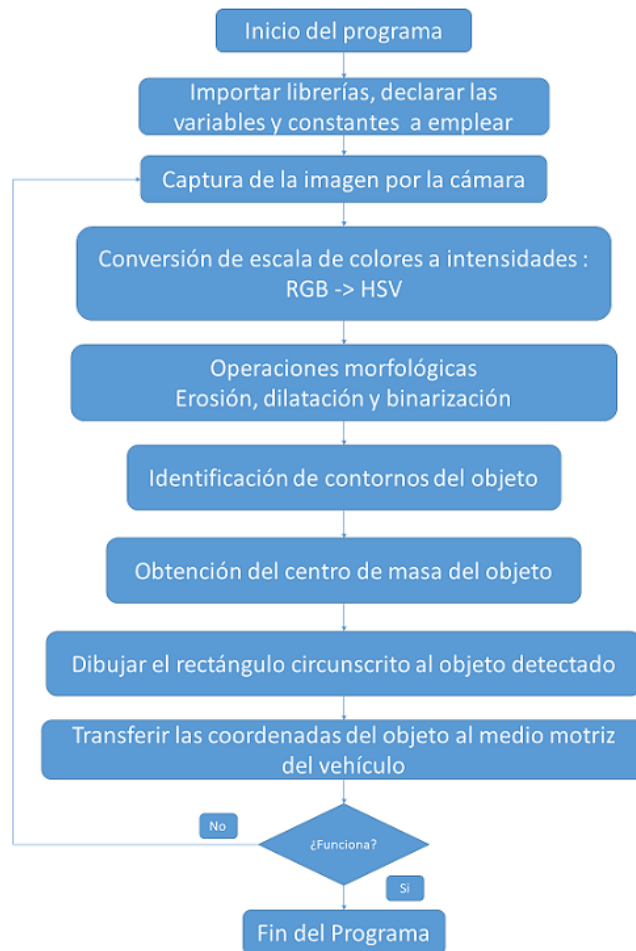 Inicio del programa
Importar librerías, declarar las
variables y constantes a emplear
Captura de la imagen por la cámara
Conversión de escala de colores a intensidades :
RGB -> HSV
Operaciones morfológicas
Erosión, dilatación y binarización
Identificación de contornos del objeto
Obtención del centro de masa del objeto
Dibujar el rectángulo circunscrito al objeto detectado
Transferir las coordenadas del objeto al medio motriz
del vehículo
No
¿Funciona?
Si
Fin del Programa